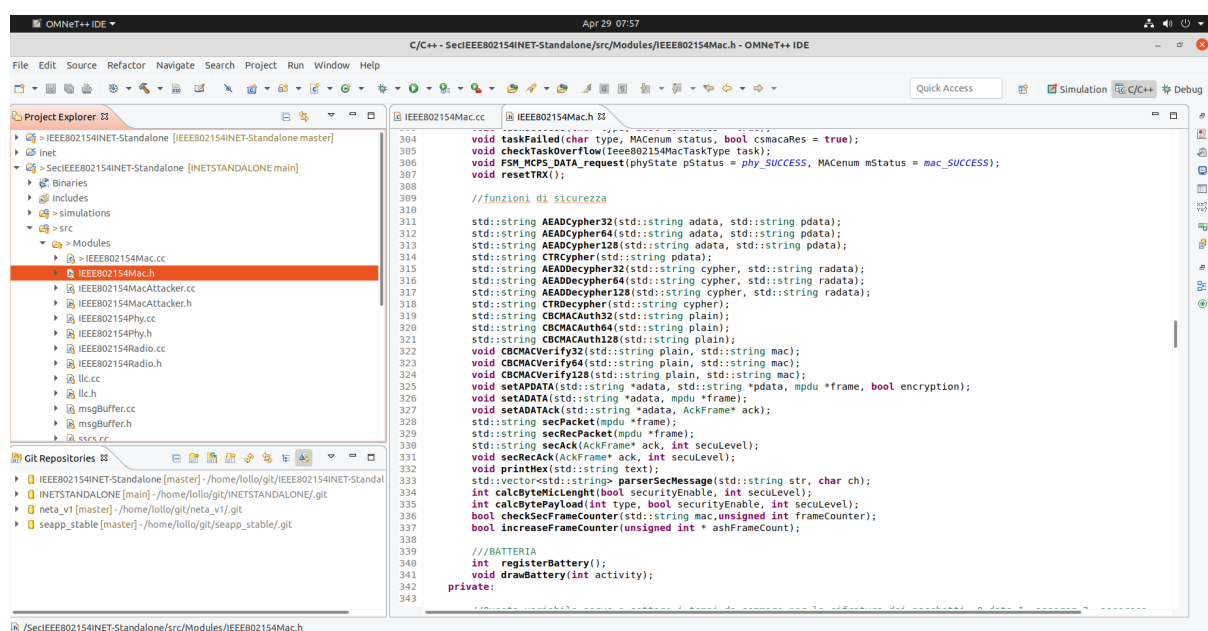 OMNeT++ IDE
Apr 29 07:57
C/C++ - SecIEEE802154INET-Standalone/src/Modules/IEEE802154Mac.h - OMNeT++ IDE
File Edit Source Refactor Navigate Search Project Run Window Help
Quick Access
Simulation
C/C++
Debug
Project Explorer
> IEEE802154INET-Standalone [IEEE802154INET-Standalone master]
inet
> SecIEEE802154INET-Standalone [INETSTANDALONE main]
Binaries
Includes
> simulations
> src
> Modules
> IEEE802154Mac.cc
IEEE802154Mac.h
IEEE802154MacAttacker.cc
IEEE802154MacAttacker.h
IEEE802154Phy.cc
IEEE802154Phy.h
IEEE802154Radio.cc
IEEE802154Radio.h
llc.cc
llc.h
msgBuffer.cc
msgBuffer.h
sscs.cc
Git Repositories
IEEE802154INET-Standalone [master] - /home/lollo/git/IEEE802154INET-Standal
INETSTANDALONE [main] - /home/lollo/git/INETSTANDALONE/.git
neta_v1 [master] - /home/lollo/git/neta_v1/.git
seapp_stable [master] - /home/lollo/git/seapp_stable/.git
IEEE802154Mac.cc
IEEE802154Mac.h
304 void taskFailed(char type, MACenum status, bool csmacaRes = true);
305 void checkTaskOverflow(Ieee802154MacTaskType task);
306 void FSM_MCPS_DATA_request(phyState pStatus = phy_SUCCESS, MACenum mStatus = mac_SUCCESS);
307 void resetTRX();
308
309 //funzioni di sicurezza
310
311 std::string AEADCypher32(std::string adata, std::string pdata);
312 std::string AEADCypher64(std::string adata, std::string pdata);
313 std::string AEADCypher128(std::string adata, std::string pdata);
314 std::string CTRCypher(std::string pdata);
315 std::string AEADDecypher32(std::string cypher, std::string radata);
316 std::string AEADDecypher64(std::string cypher, std::string radata);
317 std::string AEADDecypher128(std::string cypher, std::string radata);
318 std::string CTRDecypher(std::string cypher);
319 std::string CBCMACAuth32(std::string plain);
320 std::string CBCMACAuth64(std::string plain);
321 std::string CBCMACAuth128(std::string plain);
322 void CBCMACVerify32(std::string plain, std::string mac);
323 void CBCMACVerify64(std::string plain, std::string mac);
324 void CBCMACVerify128(std::string plain, std::string mac);
325 void setAPDATA(std::string *adata, std::string *pdata, mpdu *frame, bool encryption);
326 void setADATA(std::string *adata, mpdu *frame);
327 void setADATAck(std::string *adata, AckFrame* ack);
328 std::string secPacket(mpdu *frame);
329 std::string secRecPacket(mpdu *frame);
330 std::string secAck(AckFrame* ack, int secuLevel);
331 void secRecAck(AckFrame* ack, int secuLevel);
332 void printHex(std::string text);
333 std::vector<std::string> parserSecMessage(std::string str, char ch);
334 int calcByteMicLenght(bool securityEnable, int secuLevel);
335 int calcBytePayload(int type, bool securityEnable, int secuLevel);
336 bool checkSecFrameCounter(std::string mac,unsigned int frameCounter);
337 bool increaseFrameCounter(unsigned int * ashFrameCount);
338
339 ///BATTERIA
340 int registerBattery();
341 void drawBattery(int activity);
342 private:
343
/SecIEEE802154INET-Standalone/src/Modules/IEEE802154Mac.h